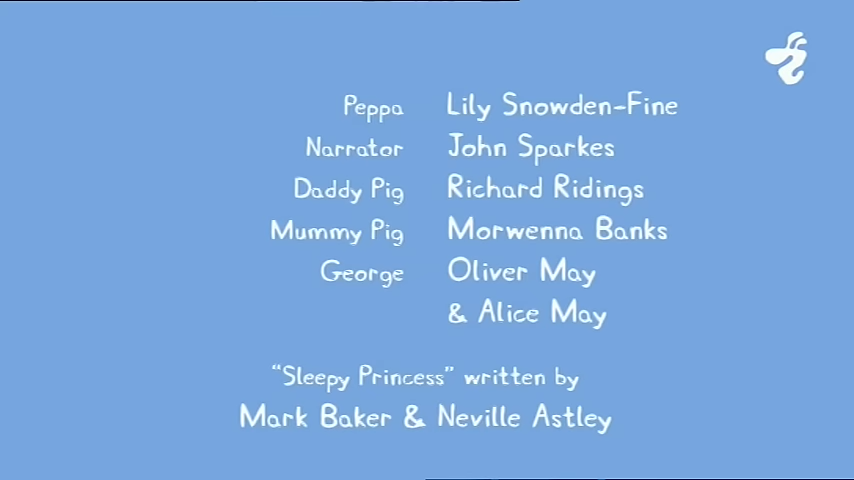 Peppa Lily Snowden-Fine
Narrator John Sparkes
Daddy Pig Richard Ridings
Mummy Pig Morwenna Banks
George Oliver May
& Alice May
“Sleepy Princess” written by
Mark Baker & Neville Astley